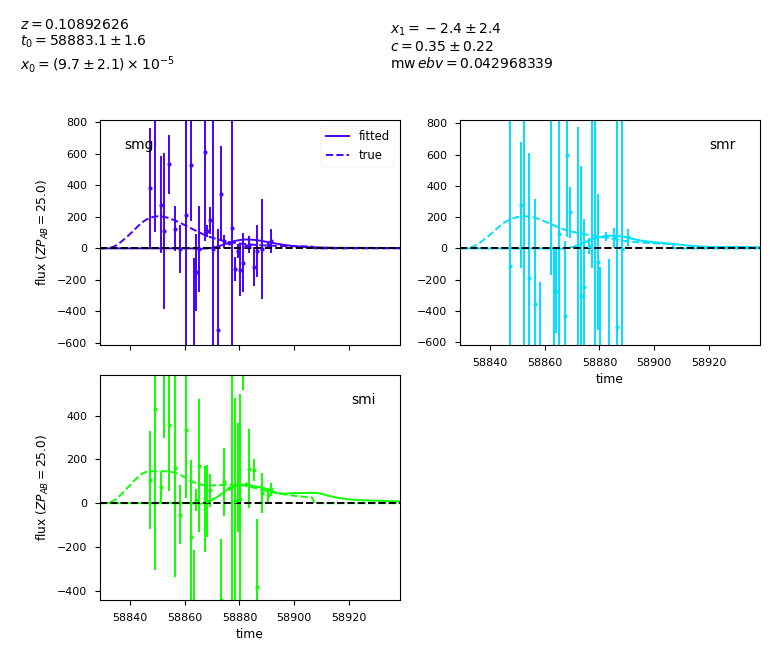 z = 0.10892626
t₀ = 58883.1 ± 1.6
x₀ = (9.7 ± 2.1) × 10⁻⁵
x₁ = −2.4 ± 2.4
c = 0.35 ± 0.22
mw ebv = 0.042968339
800
600
400
200
0
−200
−400
−600
flux (ZP_AB = 25.0)
smg
fitted
true
800
600
400
200
0
−200
−400
−600
smr
58840
58860
58880
58900
58920
time
400
200
0
−200
−400
flux (ZP_AB = 25.0)
smi
58840
58860
58880
58900
58920
time